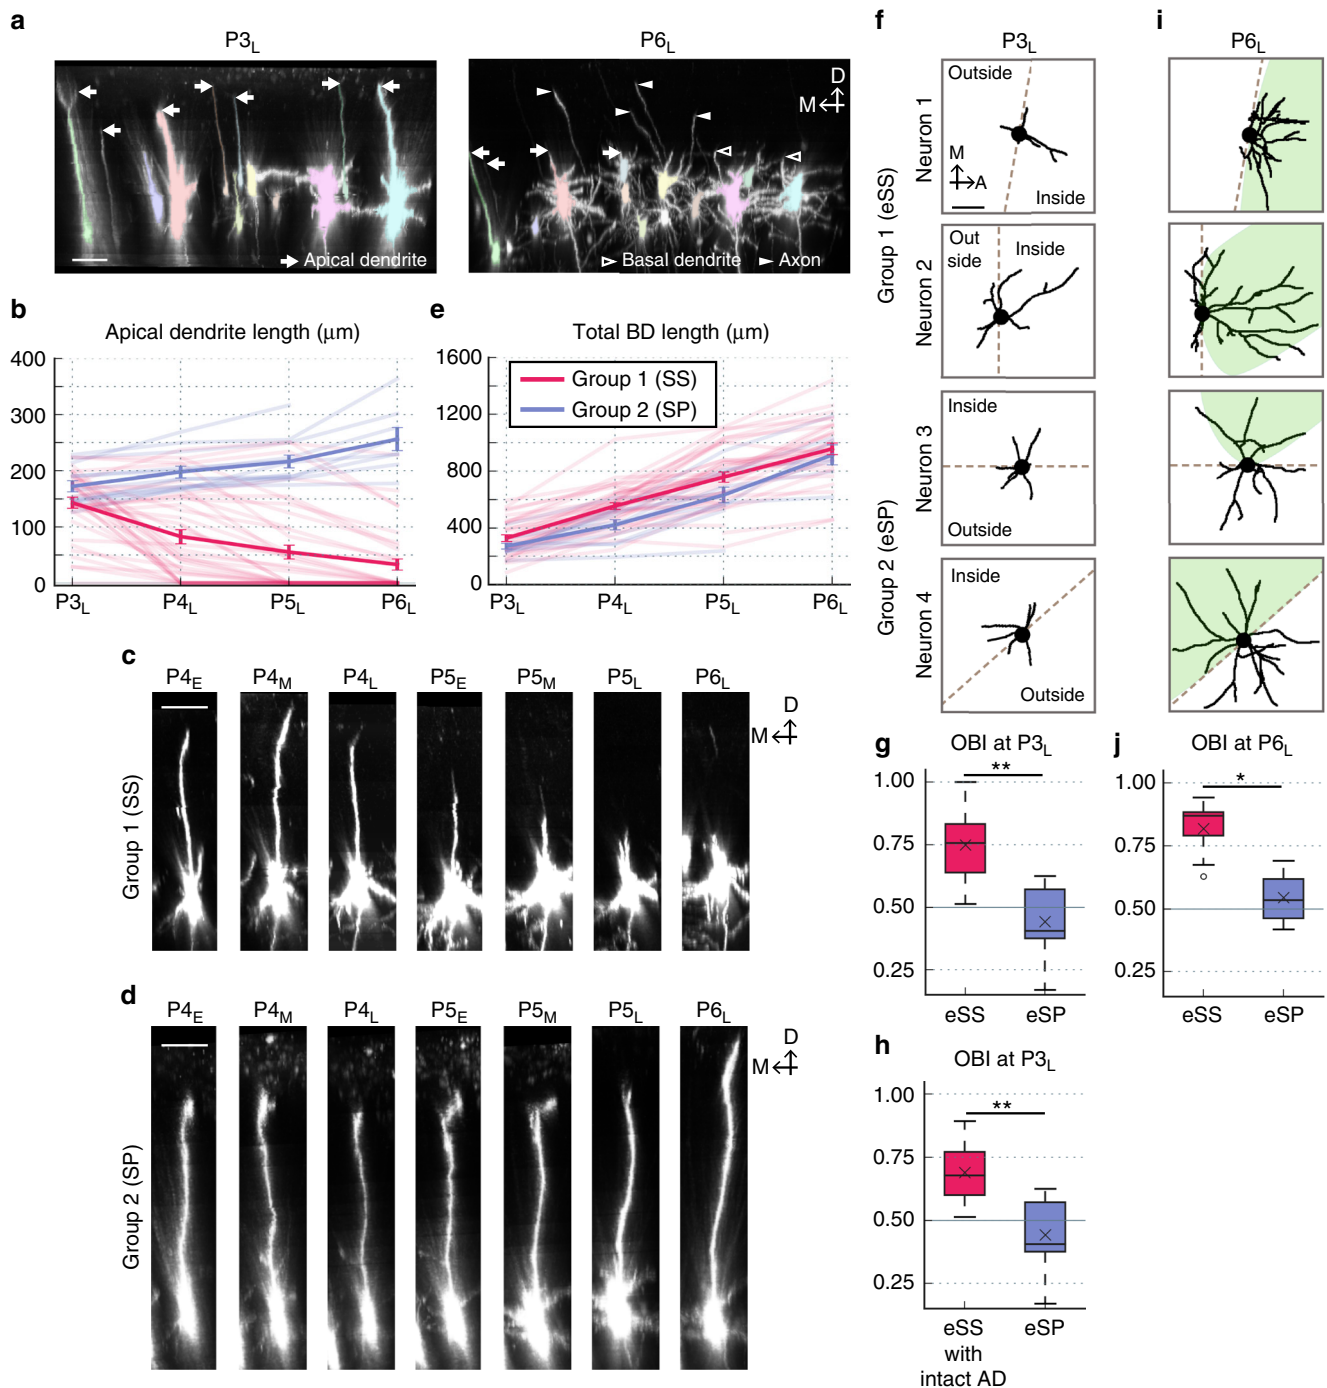 a
P3L
P6L
D
M
Apical dendrite
Basal dendrite
Axon
b
Apical dendrite length (μm)
400
300
200
100
0
P3L
P4L
P5L
P6L
e
Total BD length (μm)
1600
1200
800
400
0
Group 1 (SS)
Group 2 (SP)
P3L
P4L
P5L
P6L
c
P4E
P4M
P4L
P5E
P5M
P5L
P6L
D
M
Group 1 (SS)
d
P4E
P4M
P4L
P5E
P5M
P5L
P6L
D
M
Group 2 (SP)
f
P3L
Group 1 (eSS)
Neuron 1
Outside
M
A
Inside
Neuron 2
Out
side
Inside
Group 2 (eSP)
Neuron 3
Inside
Outside
Neuron 4
Inside
Outside
i
P6L
g
OBI at P3L
**
1.00
0.75
0.50
0.25
eSS
eSP
j
OBI at P6L
*
1.00
0.75
0.50
0.25
eSS
eSP
h
OBI at P3L
**
1.00
0.75
0.50
0.25
eSS
with
intact AD
eSP